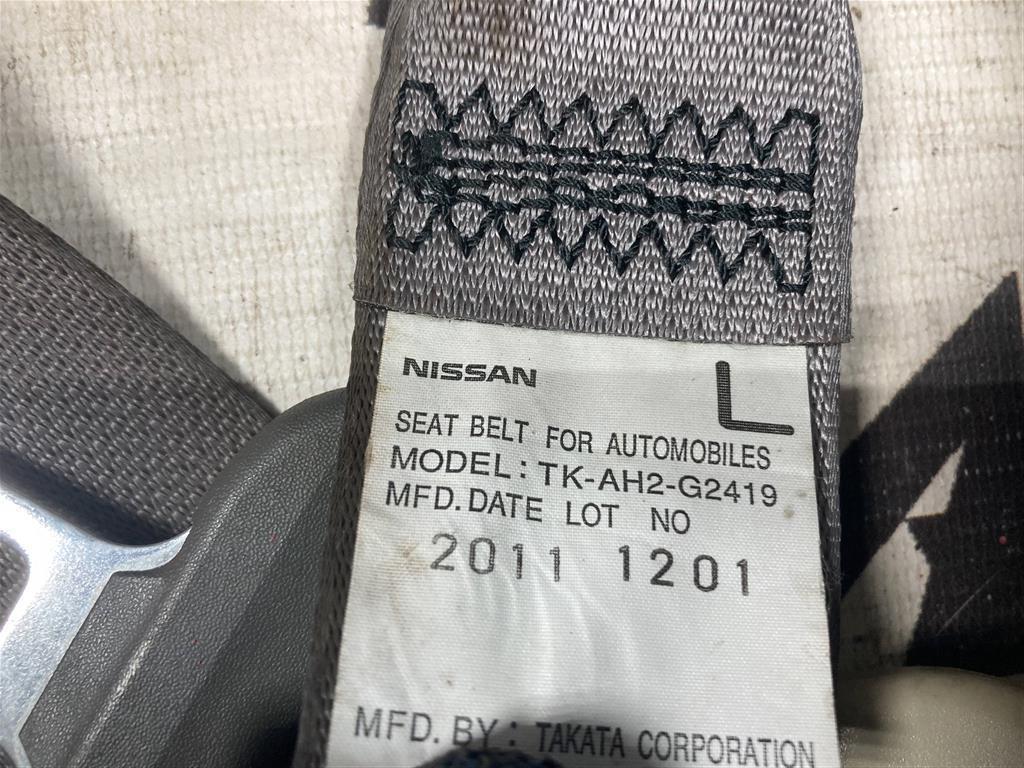 NISSAN L
SEAT BELT FOR AUTOMOBILES
MODEL: TK-AH2-G2419
MFD. DATE LOT NO
2011 1201
MFD. BY: TAKATA CORPORATION